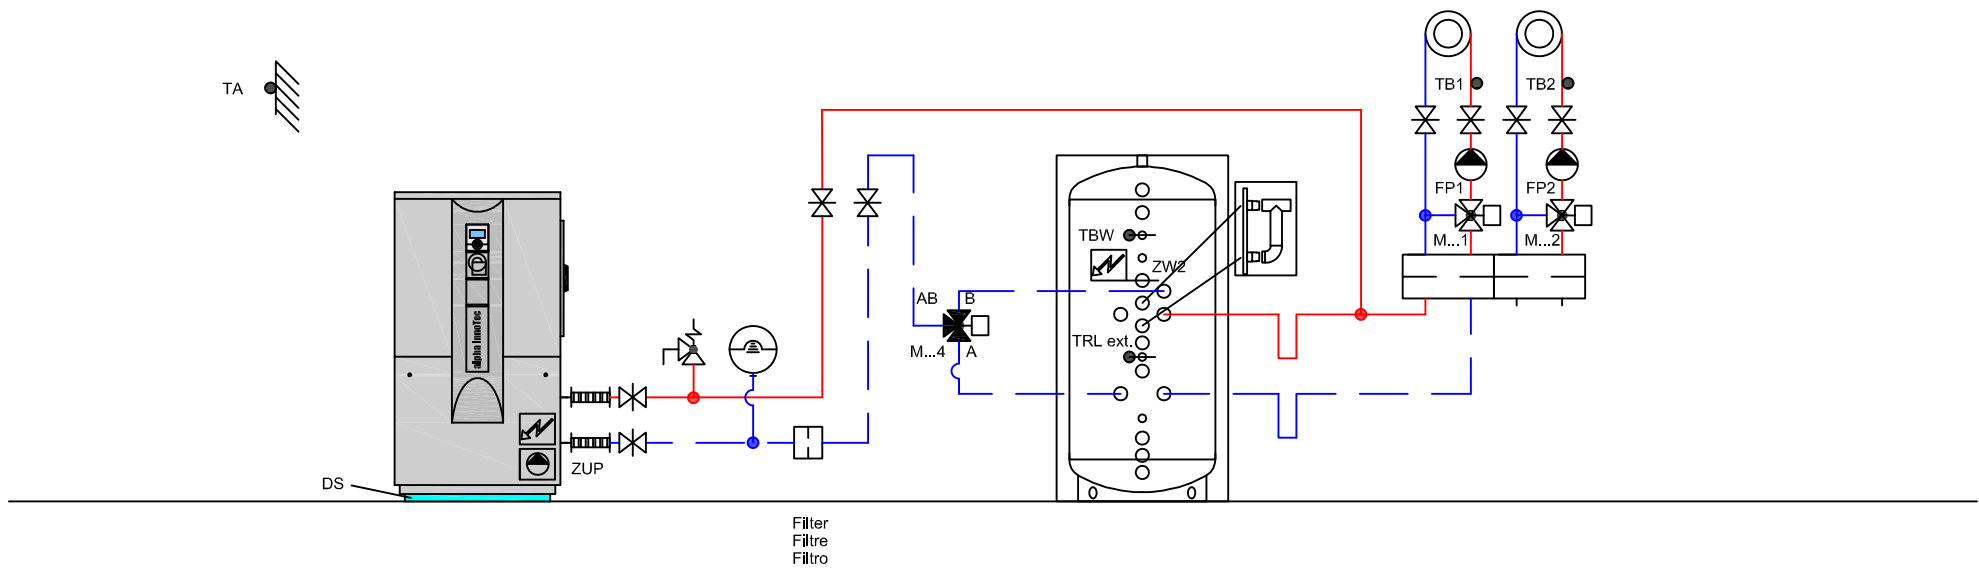 TA
TB1
TB2
FP1
FP2
M...1
M...2
TBW
ZW2
AB
B
M...4
A
TRL ext.
alpha InnoTec
ZUP
DS
Filter
Filtre
Filtro